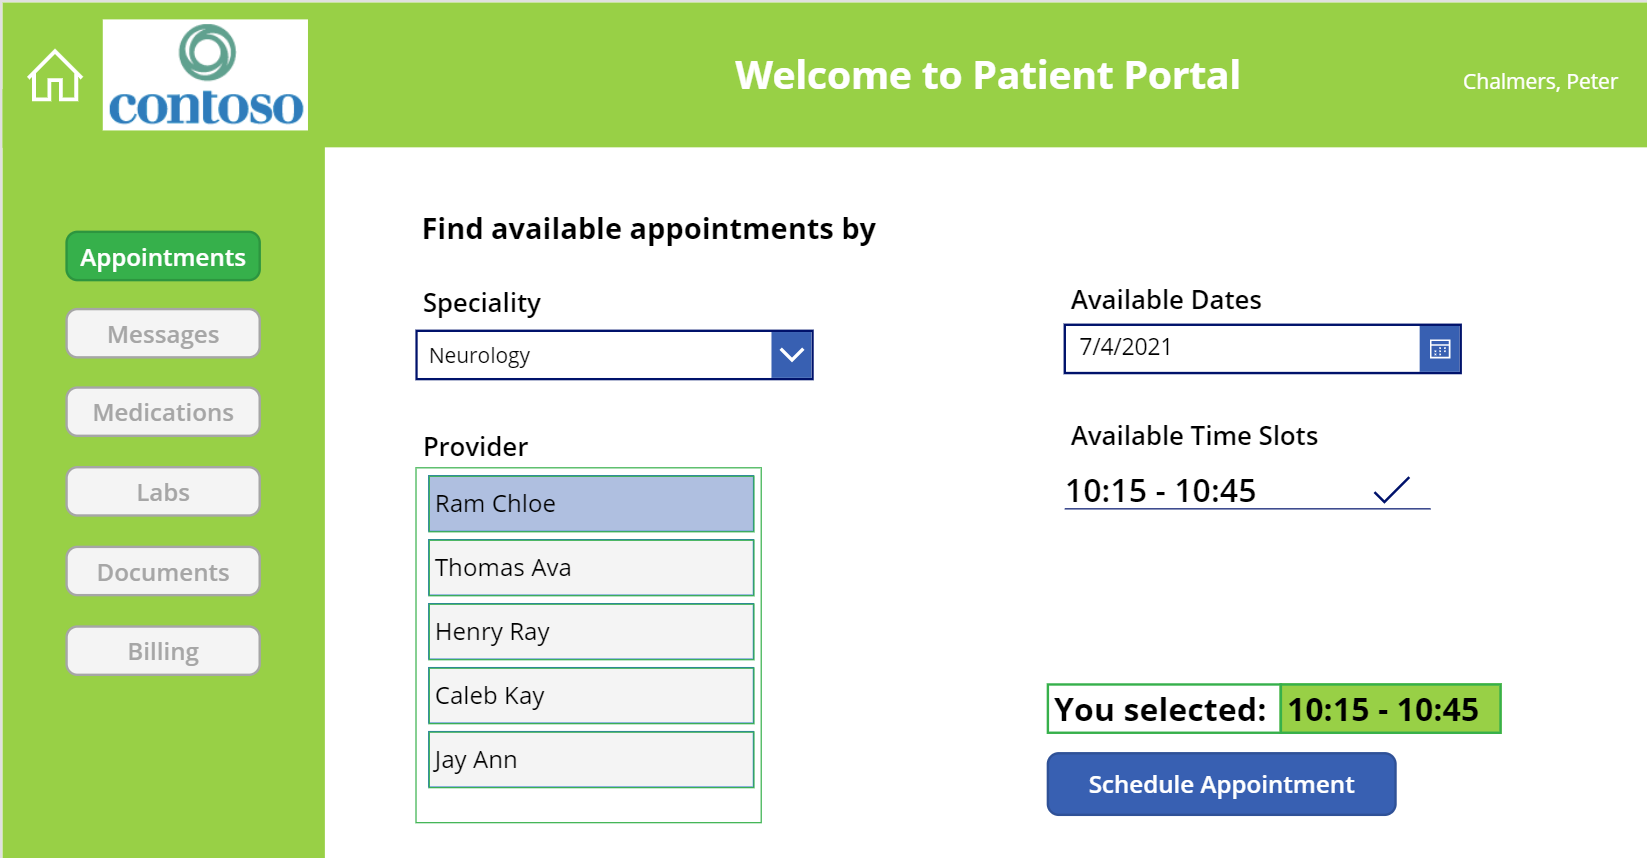 contoso
Welcome to Patient Portal
Chalmers, Peter
Appointments
Messages
Medications
Labs
Documents
Billing
Find available appointments by
Speciality
Neurology
Provider
Ram Chloe
Thomas Ava
Henry Ray
Caleb Kay
Jay Ann
Available Dates
7/4/2021
Available Time Slots
10:15 - 10:45
You selected: 10:15 - 10:45
Schedule Appointment